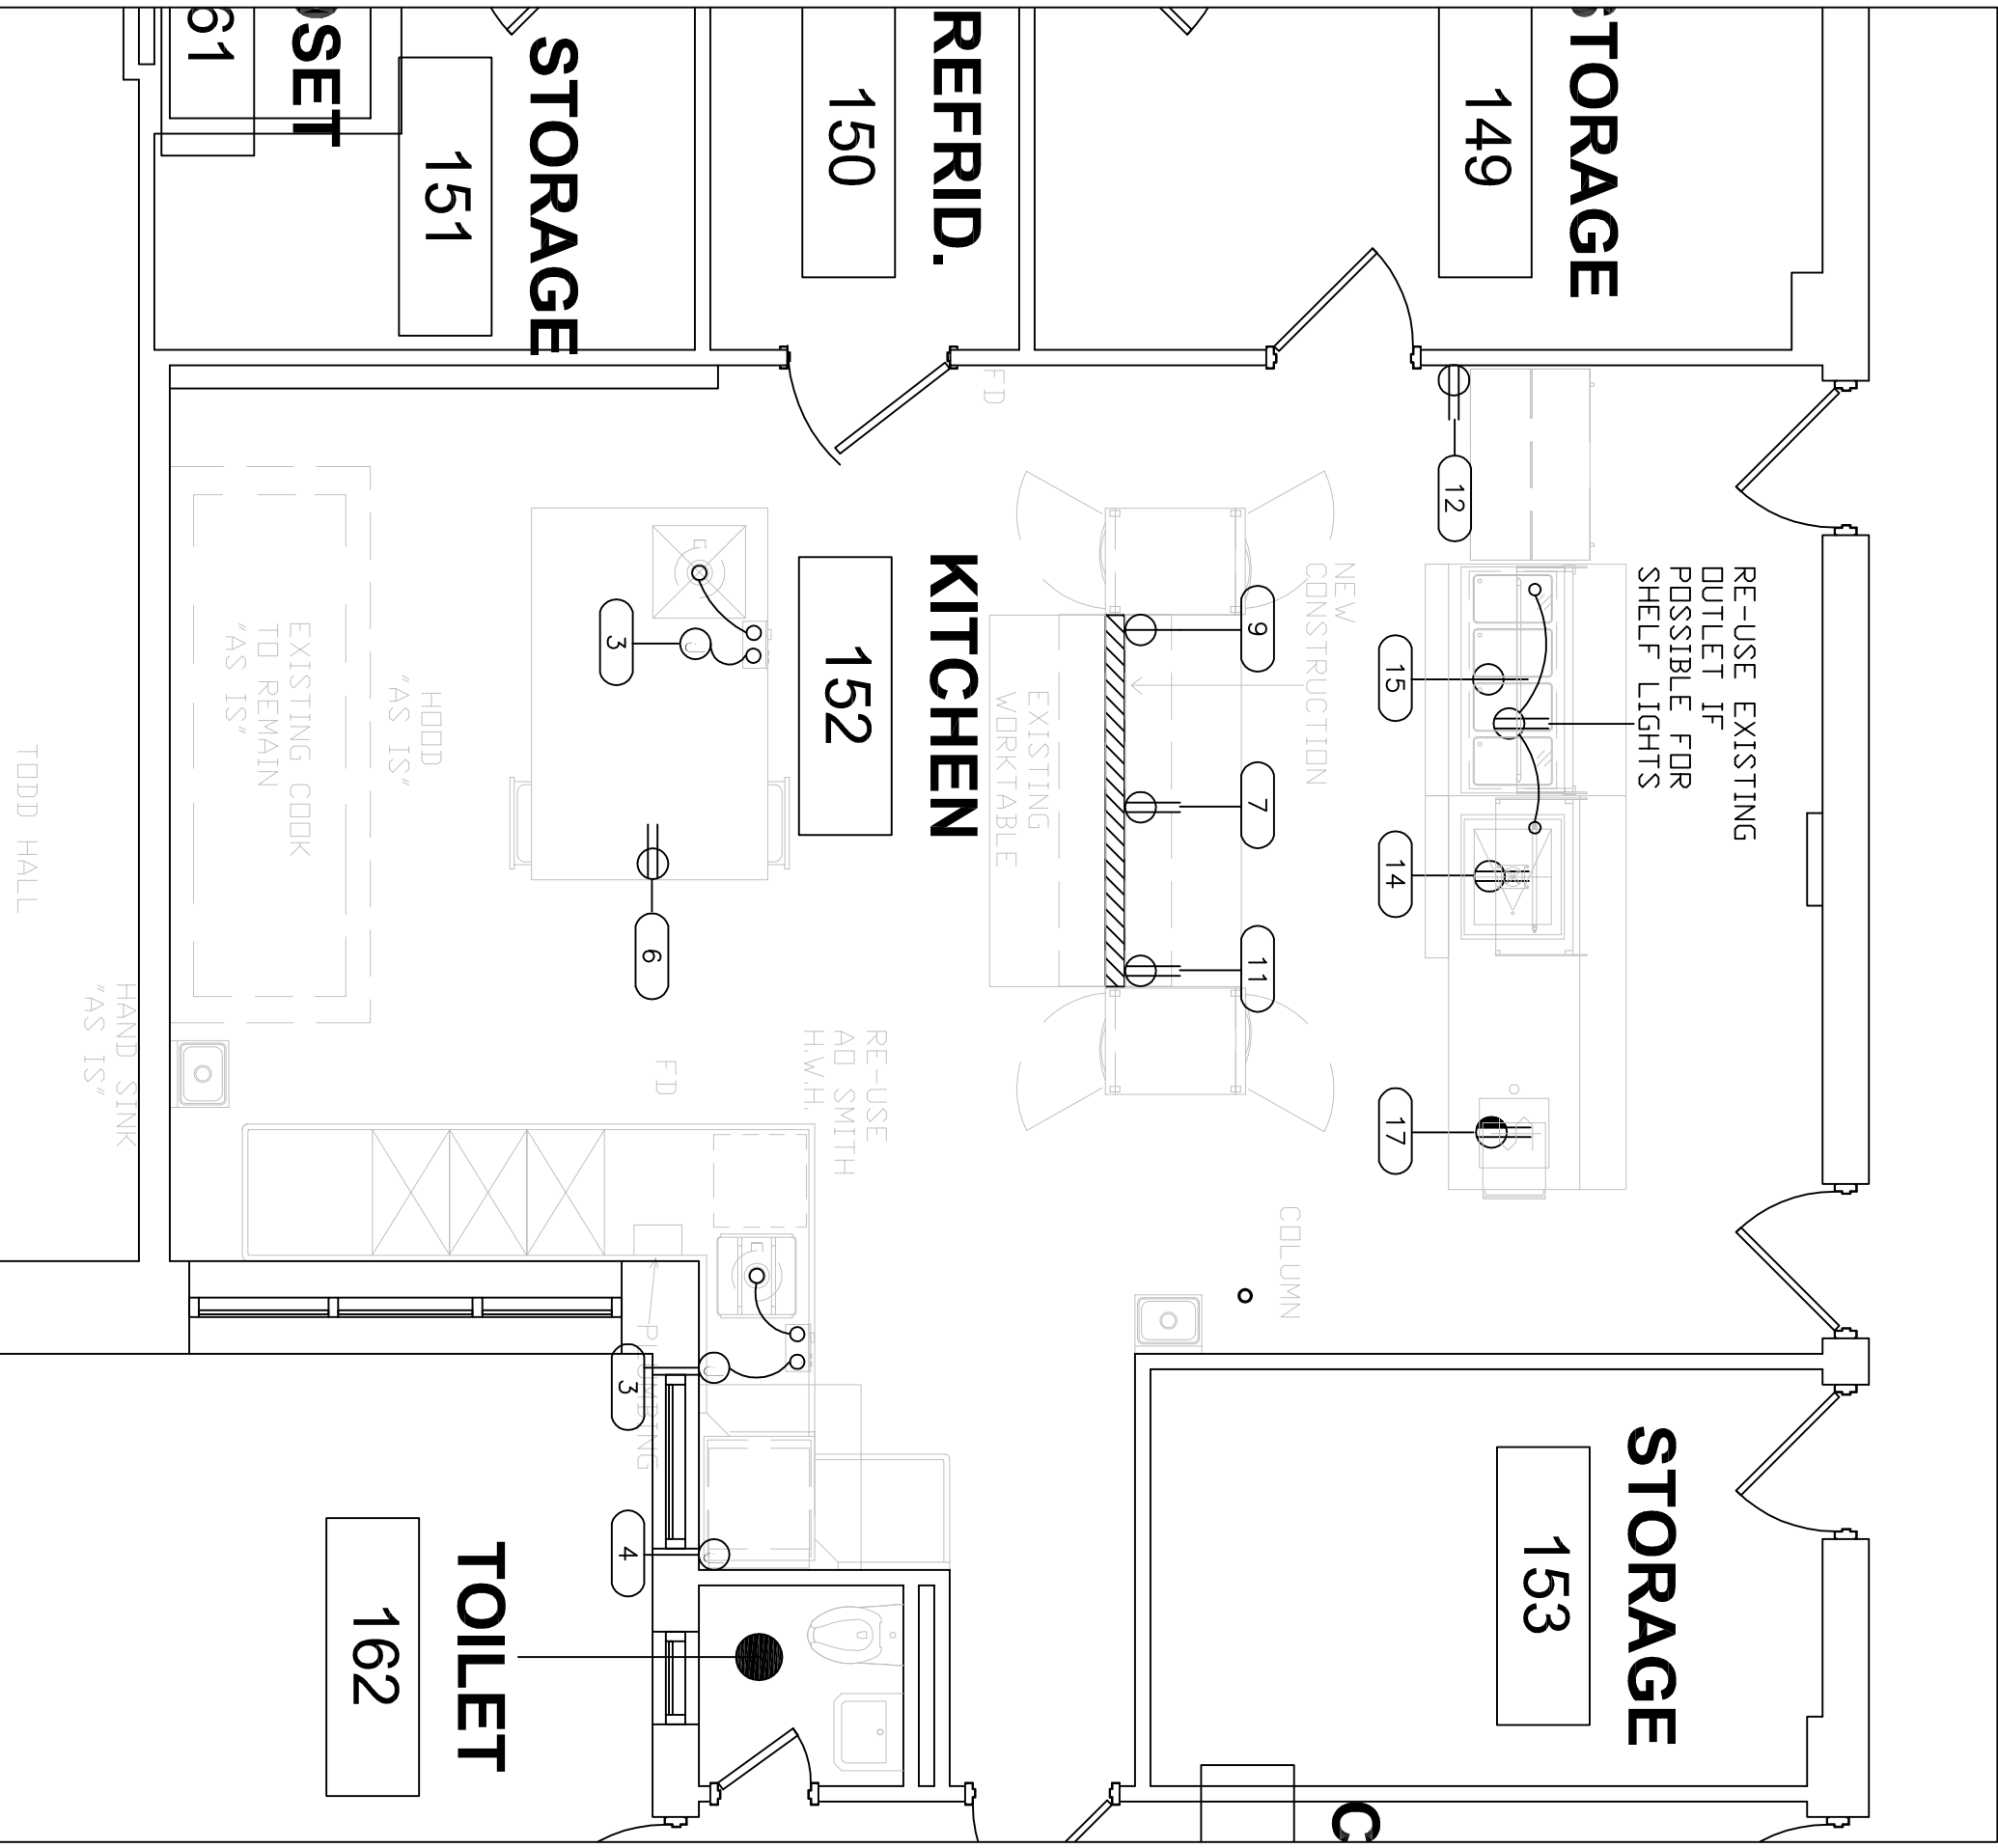 STORAGE
149
REFRID.
150
STORAGE
151
SET
61
12
RE-USE EXISTING
OUTLET IF
POSSIBLE FOR
SHELF LIGHTS
NEW
CONSTRUCTION
FD
9
7
11
15
14
17
KITCHEN
152
EXISTING
WORKTABLE
3
J
6
HOOD
"AS IS"
EXISTING COOK
TO REMAIN
"AS IS"
TODD HALL
HAND SINK
"AS IS"
FD
RE-USE
AO SMITH
H.W.H.
COLUMN
PLUMBING
3
J
4
J
STORAGE
153
TOILET
162
C